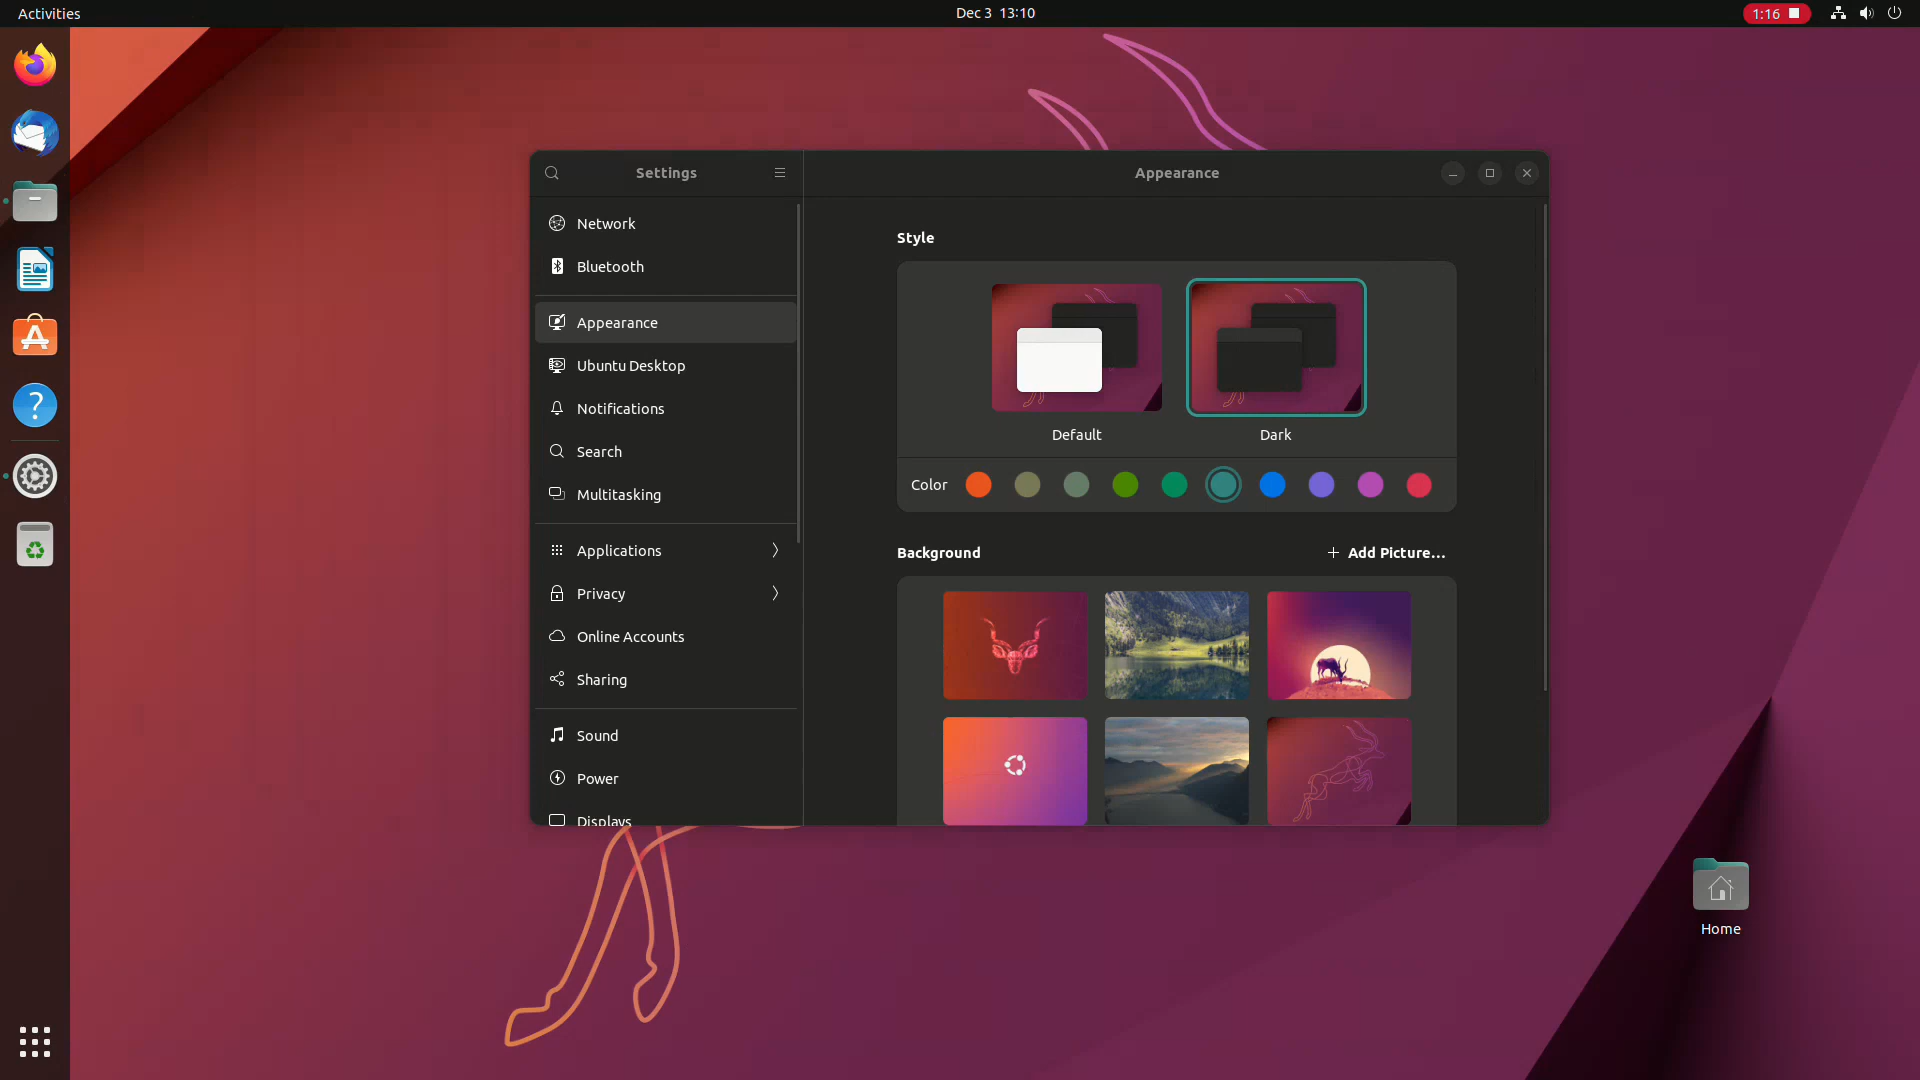 Activities
Dec 3 13:10
1:16
Settings
Appearance
Network
Bluetooth
Appearance
Ubuntu Desktop
Notifications
Search
Multitasking
Applications
Privacy
Online Accounts
Sharing
Sound
Power
Displays
Style
Default
Dark
Color
Background
Add Picture...
Home